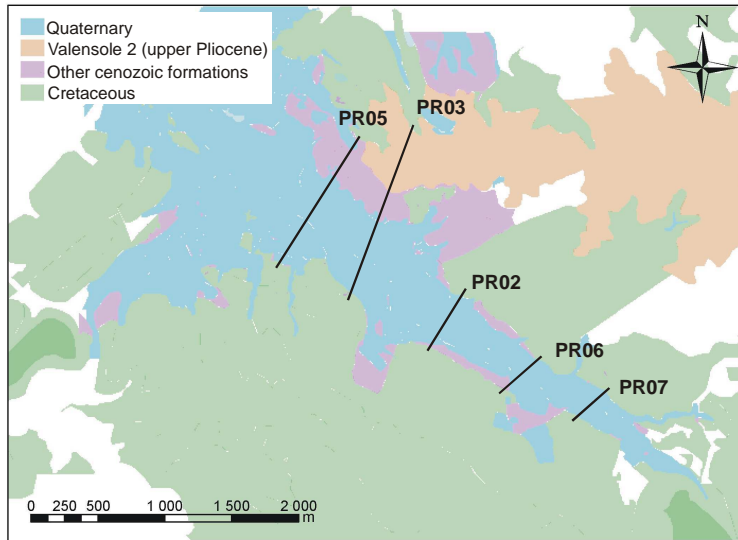 Quaternary
Valensole 2 (upper Pliocene)
Other cenozoic formations
Cretaceous
N
PR05
PR03
PR02
PR06
PR07
0 250 500 1 000 1 500 2 000
m